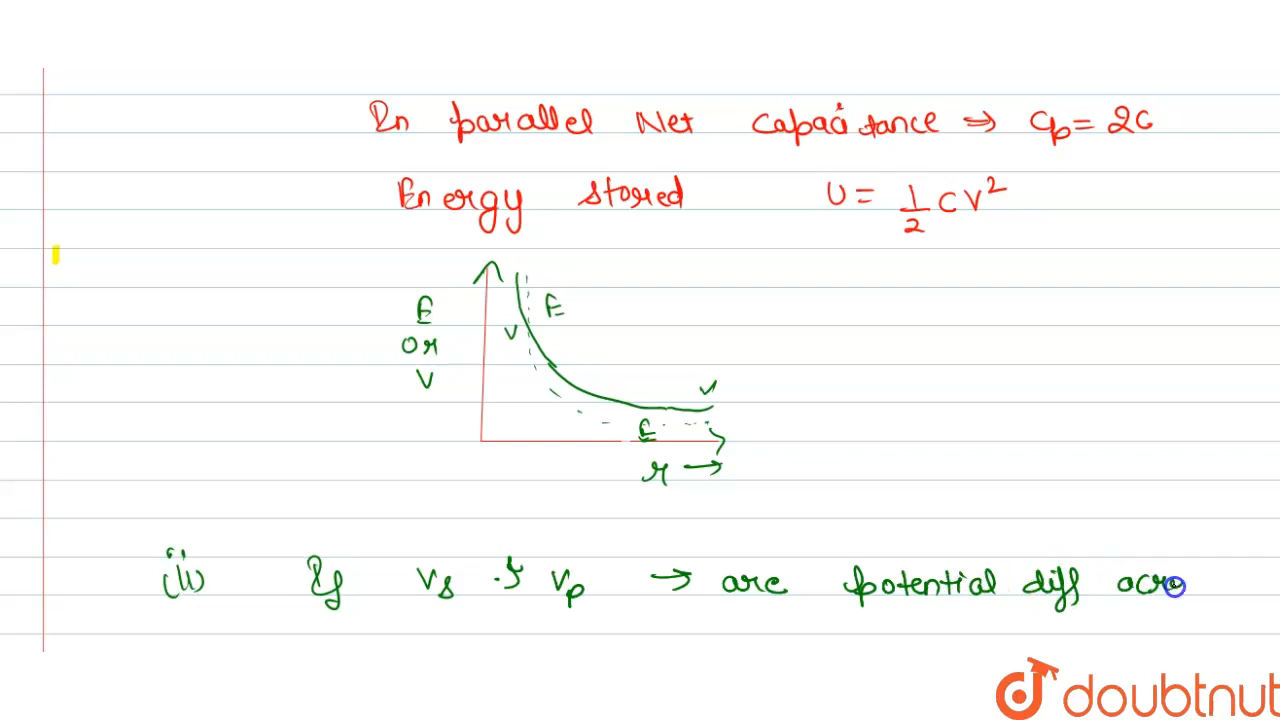 In parallel Net capacitance ⇒ Cp = 2C
Energy stored U = 1/2 CV²
E
or
V
E
V
V
E
r →
(ii) If Vs & Vp → are potential diff acro
doubtnut